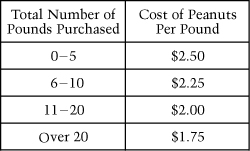 Total Number of Pounds Purchased
Cost of Peanuts Per Pound
0–5
$2.50
6–10
$2.25
11–20
$2.00
Over 20
$1.75